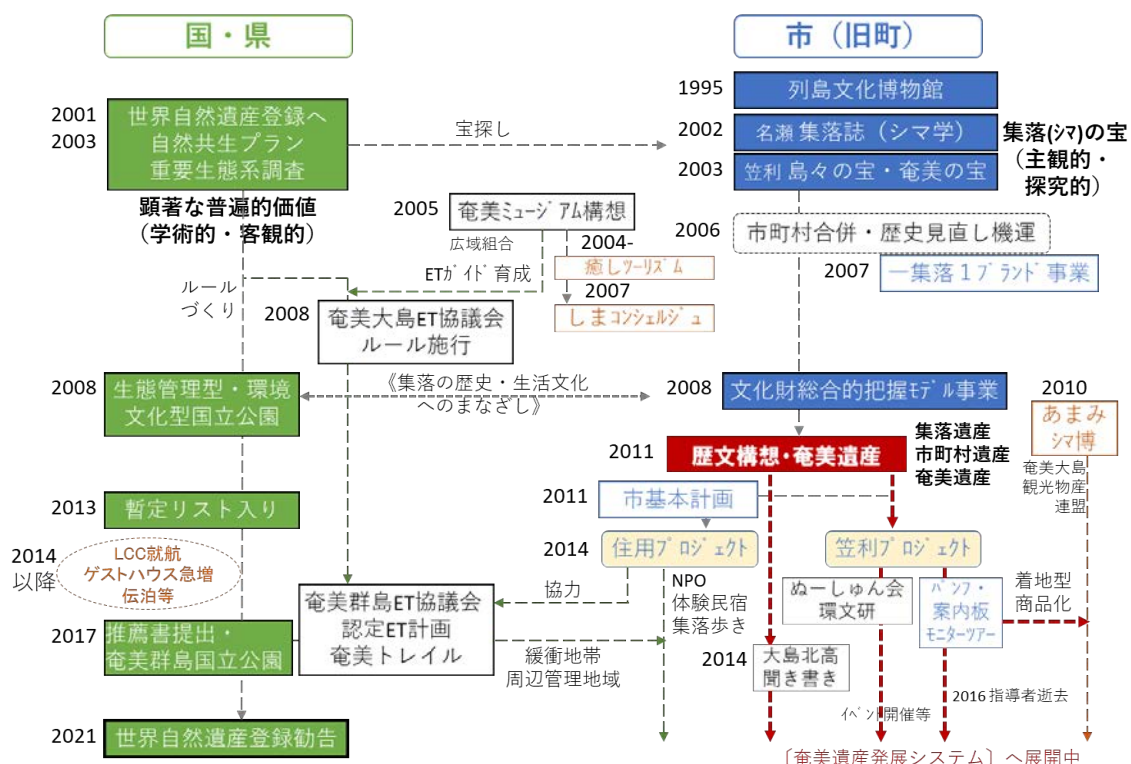 国・県
市（旧町）
1995
列島文化博物館
2001
2003
世界自然遺産登録へ
自然共生プラン
重要生態系調査
宝探し
2002
名瀬 集落誌（シマ学）
2003
笠利 島々の宝・奄美の宝
集落(ｼﾏ)の宝
（主観的・
探究的）
顕著な普遍的価値
（学術的・客観的）
2005
奄美ﾐｭｰｼﾞｱﾑ構想
広域組合
2004-
癒しﾂｰﾘｽﾞﾑ
ETｶﾞｲﾄﾞ育成
2007
しまｺﾝｼｪﾙｼﾞｭ
2006
市町村合併・歴史見直し機運
2007
一集落１ﾌﾞﾗﾝﾄﾞ事業
ルール
づくり
2008
奄美大島ET協議会
ルール施行
2008
生態管理型・環境
文化型国立公園
《集落の歴史・生活文化
へのまなざし》
2008
文化財総合的把握ﾓﾃﾞﾙ事業
2010
あまみ
ｼﾏ博
奄美大島
観光物産
連盟
2011
歴文構想・奄美遺産
集落遺産
市町村遺産
奄美遺産
2011
市基本計画
2013
暫定リスト入り
2014
以降
LCC就航
ゲストハウス急増
伝泊等
2014
住用ﾌﾟﾛｼﾞｪｸﾄ
笠利ﾌﾟﾛｼﾞｪｸﾄ
協力
NPO
体験民宿
集落歩き
ぬーしゅん会
環文研
ﾊﾟﾝﾌ・
案内板
ﾓﾆﾀｰﾂｱｰ
着地型
商品化
奄美群島ET協議会
認定ET計画
奄美トレイル
2017
推薦書提出・
奄美群島国立公園
緩衝地帯
周辺管理地域
2014
大島北高
聞き書き
ｲﾍﾞﾝﾄ開催等
2016 指導者逝去
2021
世界自然遺産登録勧告
〔奄美遺産発展システム〕へ展開中